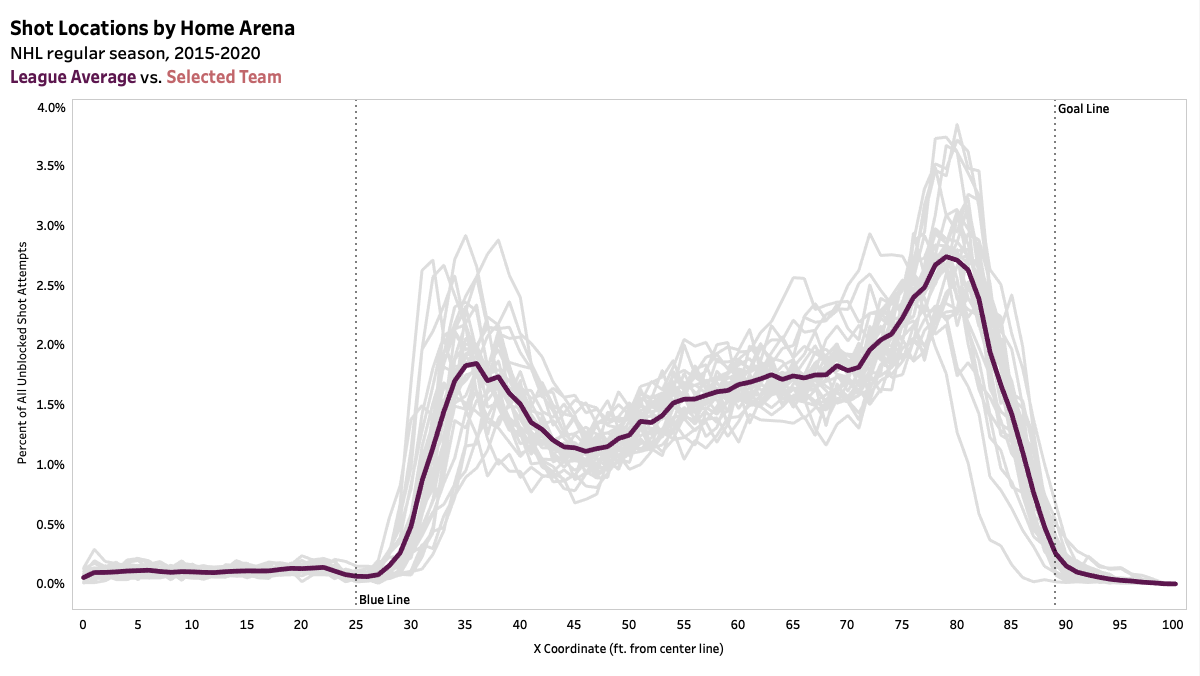 Shot Locations by Home Arena
NHL regular season, 2015-2020
League Average vs. Selected Team
4.0%
3.5%
3.0%
2.5%
2.0%
1.5%
1.0%
0.5%
0.0%
Percent of All Unblocked Shot Attempts
Goal Line
Blue Line
0 5 10 15 20 25 30 35 40 45 50 55 60 65 70 75 80 85 90 95 100
X Coordinate (ft. from center line)